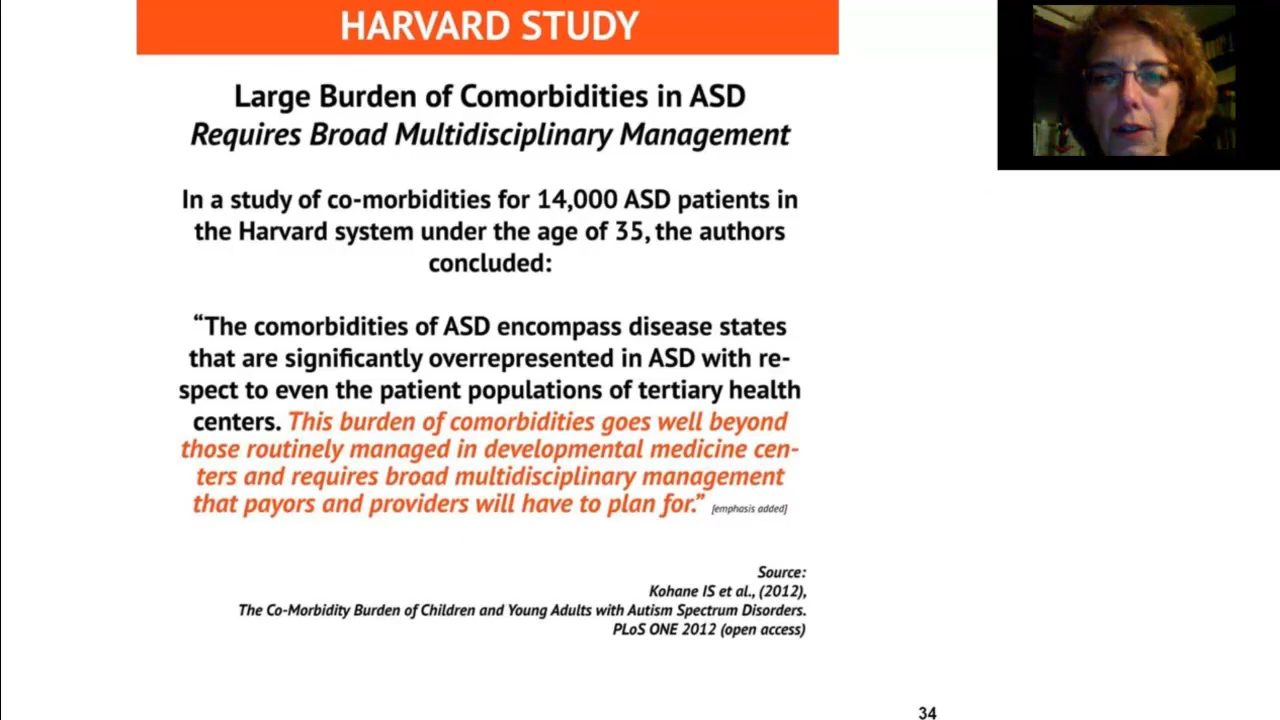 HARVARD STUDY
Large Burden of Comorbidities in ASD
Requires Broad Multidisciplinary Management
In a study of co-morbidities for 14,000 ASD patients in
the Harvard system under the age of 35, the authors
concluded:
“The comorbidities of ASD encompass disease states
that are significantly overrepresented in ASD with re-
spect to even the patient populations of tertiary health
centers. This burden of comorbidities goes well beyond
those routinely managed in developmental medicine cen-
ters and requires broad multidisciplinary management
that payors and providers will have to plan for.” [emphasis added]
Source:
Kohane IS et al., (2012),
The Co-Morbidity Burden of Children and Young Adults with Autism Spectrum Disorders.
PLoS ONE 2012 (open access)
34